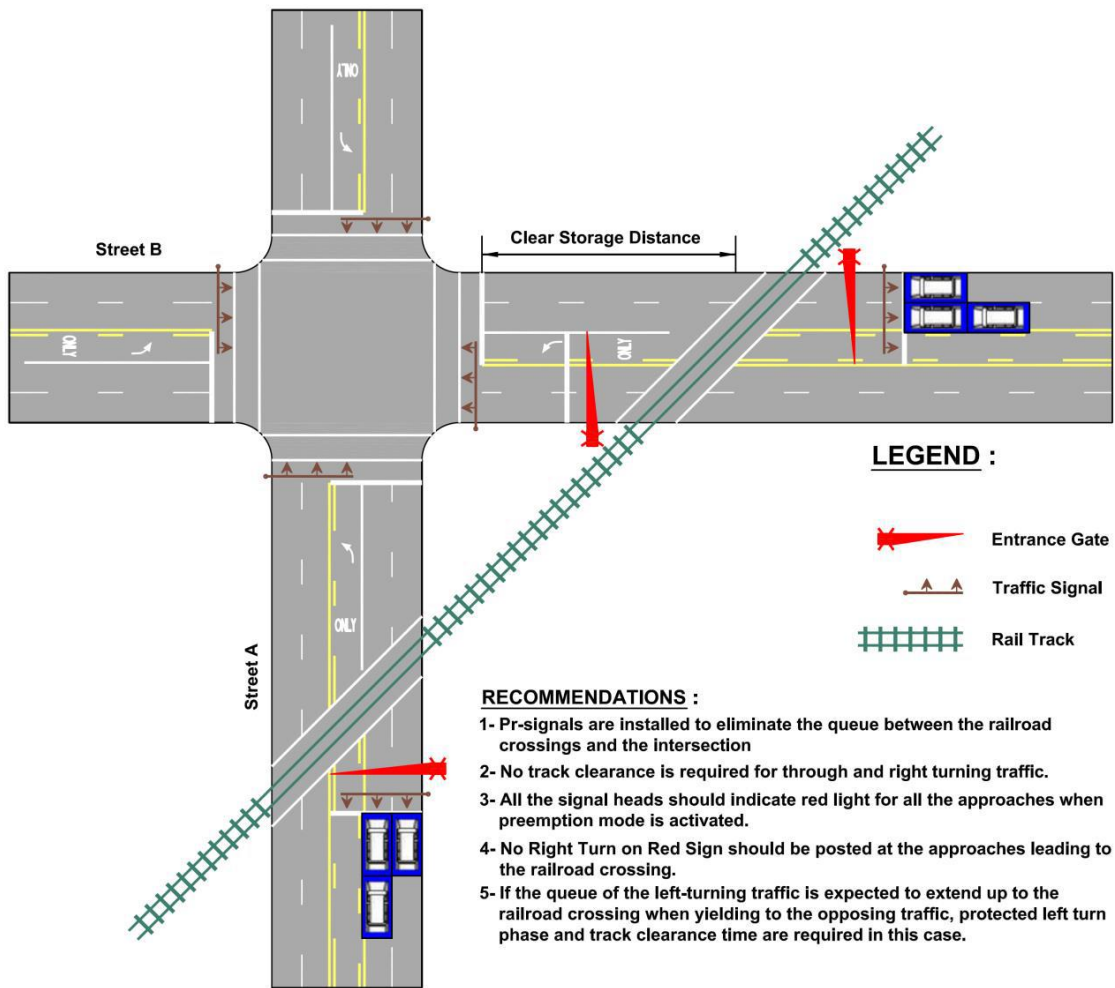 ONLY
Street B
Clear Storage Distance
ONLY
ONLY
LEGEND :
Entrance Gate
Traffic Signal
Rail Track
ONLY
Street A
RECOMMENDATIONS :
1- Pr-signals are installed to eliminate the queue between the railroad
crossings and the intersection
2- No track clearance is required for through and right turning traffic.
3- All the signal heads should indicate red light for all the approaches when
preemption mode is activated.
4- No Right Turn on Red Sign should be posted at the approaches leading to
the railroad crossing.
5- If the queue of the left-turning traffic is expected to extend up to the
railroad crossing when yielding to the opposing traffic, protected left turn
phase and track clearance time are required in this case.